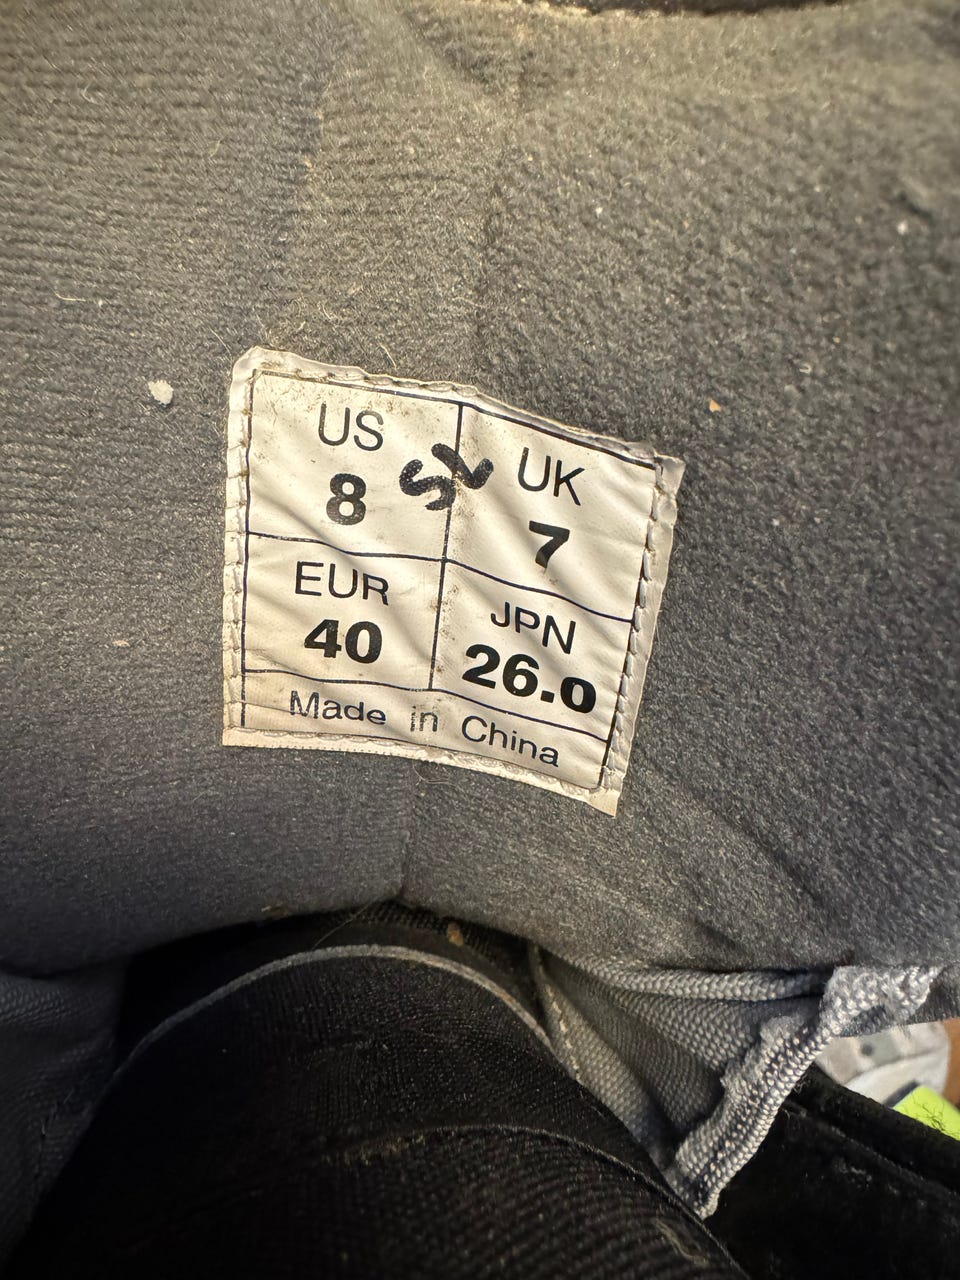 US
8
UK
7
EUR
40
JPN
26.0
Made in China